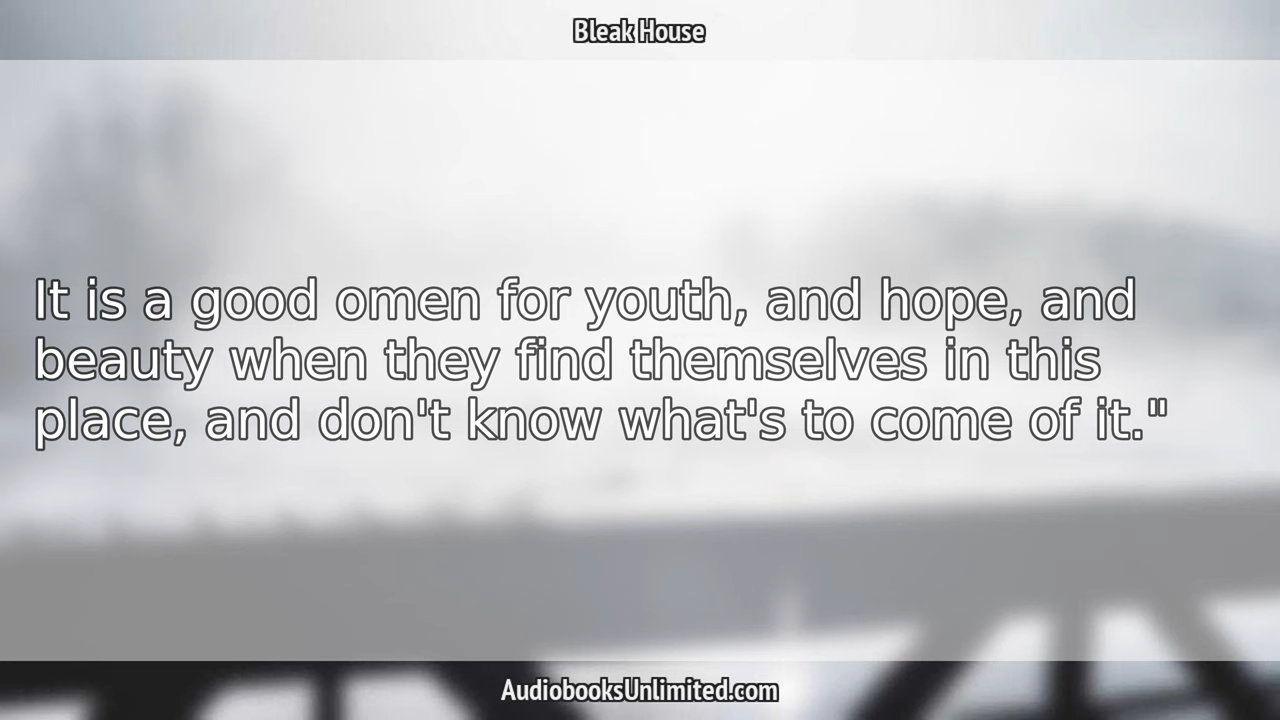 Bleak House
It is a good omen for youth, and hope, and
beauty when they find themselves in this
place, and don't know what's to come of it."
AudiobooksUnlimited.com